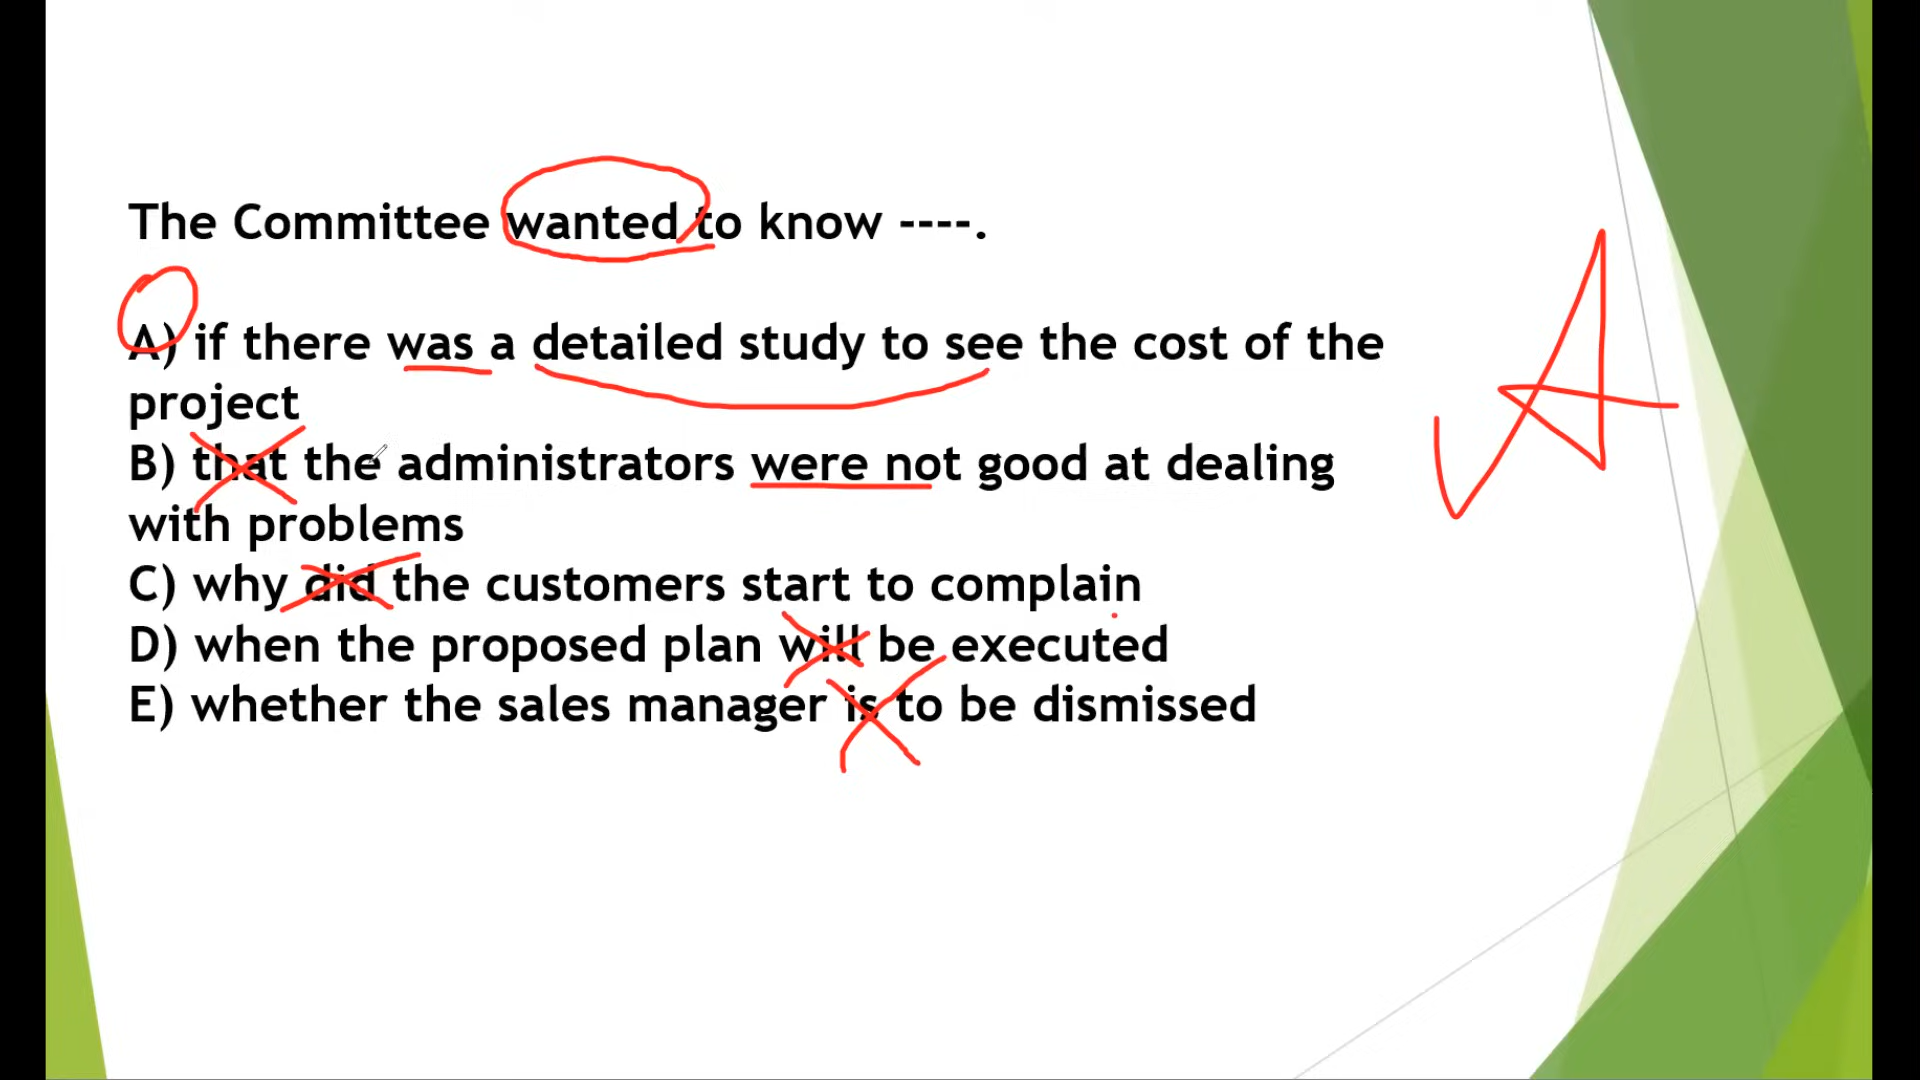 The Committee wanted to know ----.
A) if there was a detailed study to see the cost of the
project
B) that the administrators were not good at dealing
with problems
C) why did the customers start to complain
D) when the proposed plan will be executed
E) whether the sales manager is to be dismissed
A